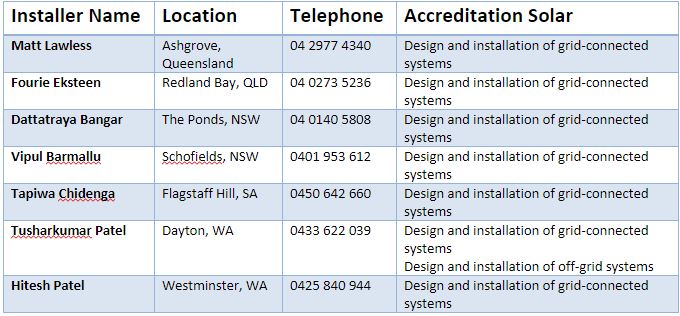 Installer Name Location Telephone Accreditation Solar
Matt Lawless Ashgrove, 04 2977 4340 Design and installation of grid-connected
Queensland systems
Fourie Eksteen Redland Bay, QLD 04 0273 5236 Design and installation of grid-connected
systems
Dattatraya Bangar The Ponds, NSW 04 0140 5808 Design and installation of grid-connected
systems
Vipul Barmallu Schofields, NSW 0401 953 612 Design and installation of grid-connected
systems
Tapiwa Chidenga Flagstaff Hill, SA 0450 642 660 Design and installation of grid-connected
systems
Tusharkumar Patel Dayton, WA 0433 622 039 Design and installation of grid-connected
systems
Design and installation of off-grid systems
Hitesh Patel Westminster, WA 0425 840 944 Design and installation of grid-connected
systems